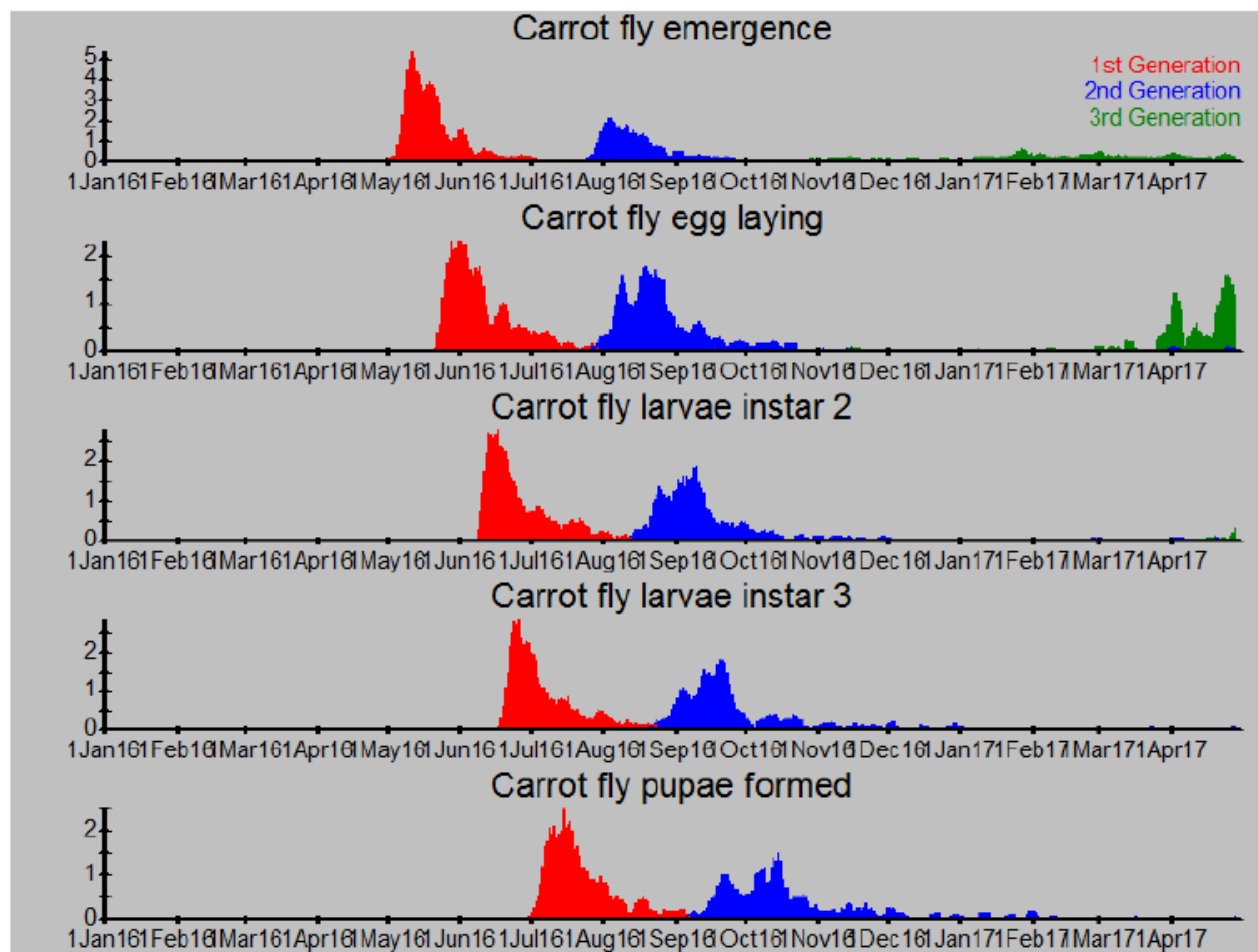 Carrot fly emergence
1st Generation
2nd Generation
3rd Generation
5
4
3
2
1
0
1Jan16 1Feb16 1Mar16 1Apr16 1May16 1Jun16 1Jul16 1Aug16 1Sep16 1Oct16 1Nov16 1Dec16 1Jan17 1Feb17 1Mar17 1Apr17
Carrot fly egg laying
2
1
0
1Jan16 1Feb16 1Mar16 1Apr16 1May16 1Jun16 1Jul16 1Aug16 1Sep16 1Oct16 1Nov16 1Dec16 1Jan17 1Feb17 1Mar17 1Apr17
Carrot fly larvae instar 2
2
1
0
1Jan16 1Feb16 1Mar16 1Apr16 1May16 1Jun16 1Jul16 1Aug16 1Sep16 1Oct16 1Nov16 1Dec16 1Jan17 1Feb17 1Mar17 1Apr17
Carrot fly larvae instar 3
2
1
0
1Jan16 1Feb16 1Mar16 1Apr16 1May16 1Jun16 1Jul16 1Aug16 1Sep16 1Oct16 1Nov16 1Dec16 1Jan17 1Feb17 1Mar17 1Apr17
Carrot fly pupae formed
2
1
0
1Jan16 1Feb16 1Mar16 1Apr16 1May16 1Jun16 1Jul16 1Aug16 1Sep16 1Oct16 1Nov16 1Dec16 1Jan17 1Feb17 1Mar17 1Apr17